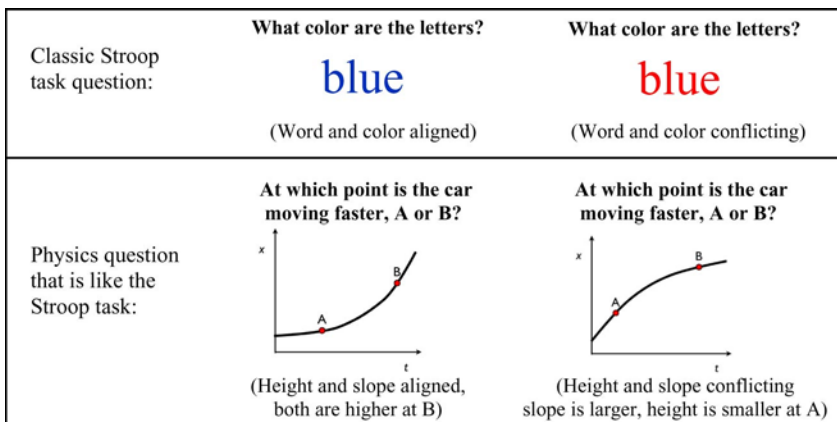 What color are the letters?
What color are the letters?
Classic Stroop
task question:
blue
blue
(Word and color aligned)
(Word and color conflicting)
At which point is the car
moving faster, A or B?
At which point is the car
moving faster, A or B?
Physics question
that is like the
Stroop task:
x
A
B
t
x
A
B
t
(Height and slope aligned,
both are higher at B)
(Height and slope conflicting
slope is larger, height is smaller at A)